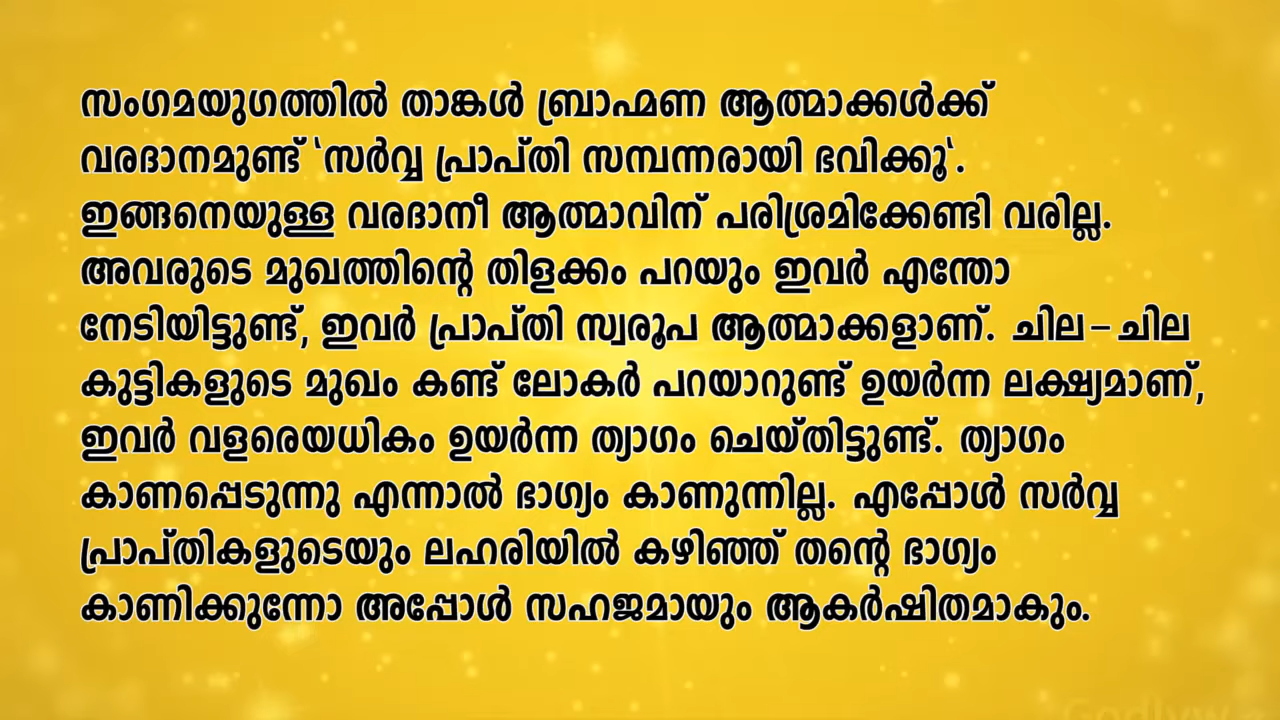 സംഗമയുഗത്തിൽ താങ്കൾ ബ്രാഹ്മണ ആത്മാക്കൾക്ക്
വരദാനമുണ്ട് 'സർവ്വ പ്രാപ്തി സമ്പന്നരായി ഭവിക്കൂ'.
ഇങ്ങനെയുള്ള വരദാനീ ആത്മാവിന് പരിശ്രമിക്കേണ്ടി വരില്ല.
അവരുടെ മുഖത്തിന്റെ തിളക്കം പറയും ഇവർ എന്തോ
നേടിയിട്ടുണ്ട്, ഇവർ പ്രാപ്തി സ്വരൂപ ആത്മാക്കളാണ്. ചില-ചില
കുട്ടികളുടെ മുഖം കണ്ട് ലോകർ പറയാറുണ്ട് ഉയർന്ന ലക്ഷ്യമാണ്,
ഇവർ വളരെയധികം ഉയർന്ന ത്യാഗം ചെയ്തിട്ടുണ്ട്. ത്യാഗം
കാണപ്പെടുന്നു എന്നാൽ ഭാഗ്യം കാണുന്നില്ല. എപ്പോൾ സർവ്വ
പ്രാപ്തികളുടെയും ലഹരിയിൽ കഴിഞ്ഞ് തന്റെ ഭാഗ്യം
കാണിക്കുന്നോ അപ്പോൾ സഹജമായും ആകർഷിതമാകും.